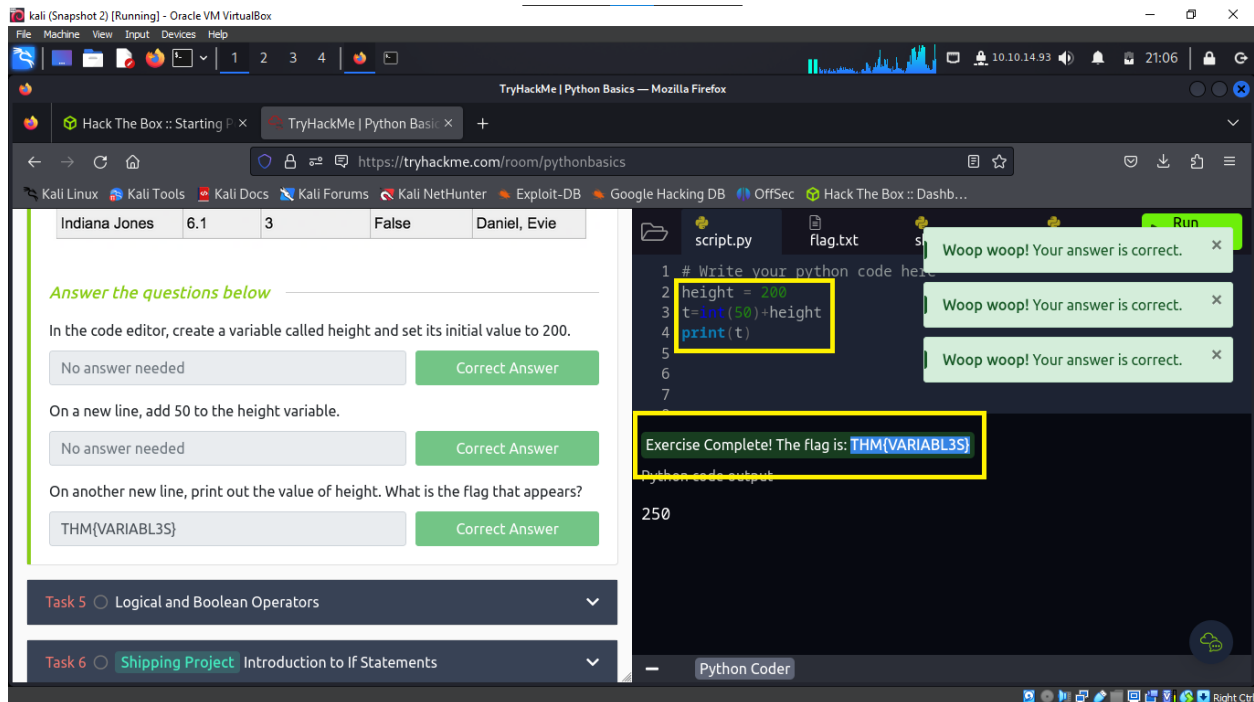 kali (Snapshot 2) [Running] - Oracle VM VirtualBox
File Machine View Input Devices Help
1 2 3 4 10.10.14.93 21:06
TryHackMe | Python Basics — Mozilla Firefox
Hack The Box :: Starting P TryHackMe | Python Basic
https://tryhackme.com/room/pythonbasics
Kali Linux Kali Tools Kali Docs Kali Forums Kali NetHunter Exploit-DB Google Hacking DB OffSec Hack The Box :: Dashb...
Indiana Jones 6.1 3 False Daniel, Evie
Answer the questions below
In the code editor, create a variable called height and set its initial value to 200.
No answer needed Correct Answer
On a new line, add 50 to the height variable.
No answer needed Correct Answer
On another new line, print out the value of height. What is the flag that appears?
THM{VARIABL3S} Correct Answer
Task 5 Logical and Boolean Operators
Task 6 Shipping Project Introduction to If Statements
script.py flag.txt Run
Woop woop! Your answer is correct.
Woop woop! Your answer is correct.
Woop woop! Your answer is correct.
1 # Write your python code here
2 height = 200
3 t=int(50)+height
4 print(t)
5
6
7
Exercise Complete! The flag is: THM{VARIABL3S}
Python code output
250
Python Coder
Right Ctrl